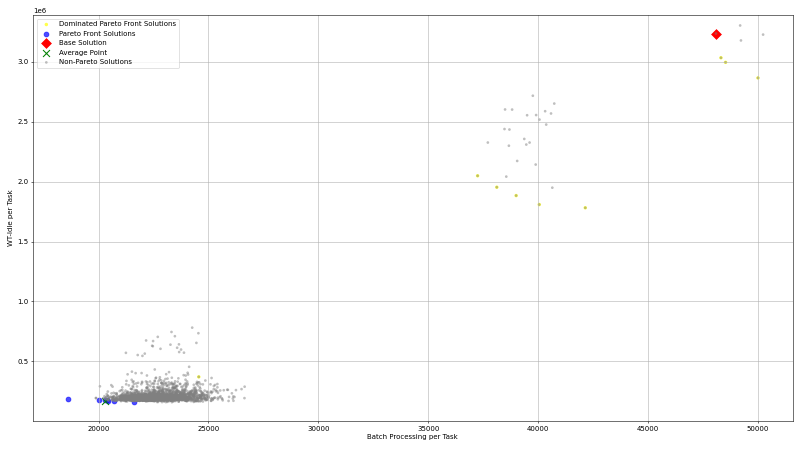 1e6
Dominated Pareto Front Solutions
Pareto Front Solutions
Base Solution
Average Point
Non-Pareto Solutions
3.0
2.5
2.0
1.5
1.0
0.5
WT-Idle per Task
20000 25000 30000 35000 40000 45000 50000
Batch Processing per Task